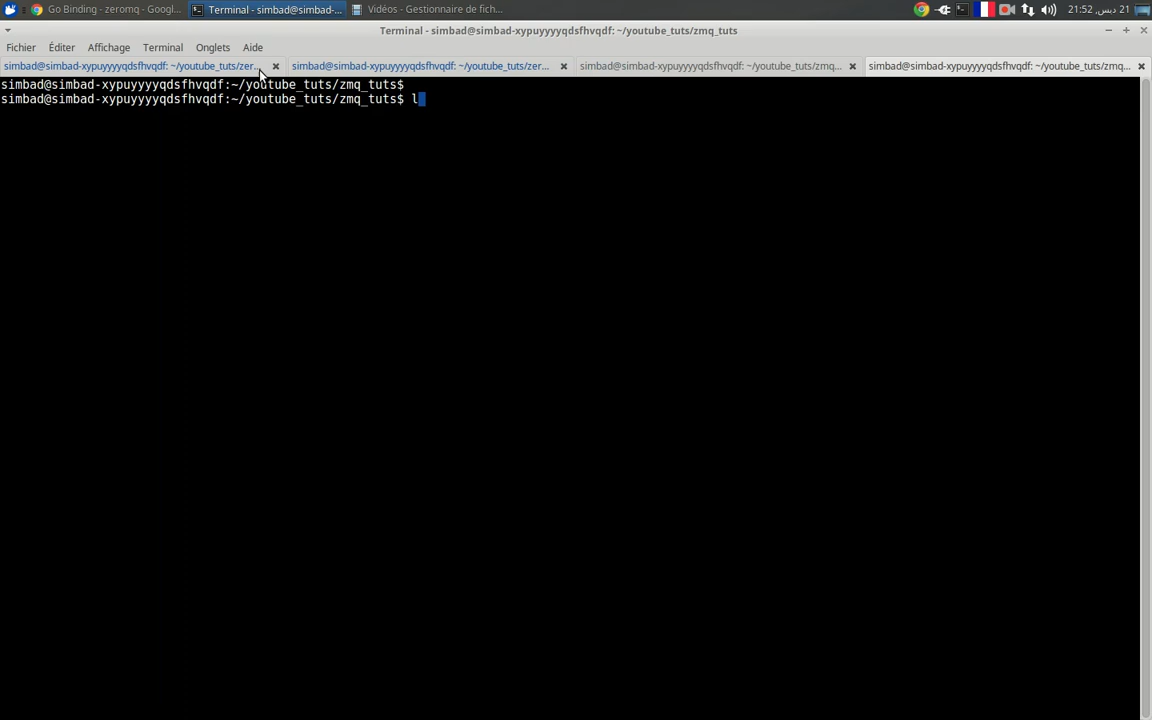 Go Binding - zeromq - Googl...
Terminal - simbad@simbad-...
Vidéos - Gestionnaire de fich...
21 دبس, 21:52
Terminal - simbad@simbad-xypuyyyyqdsfhvqdf: ~/youtube_tuts/zmq_tuts
Fichier Éditer Affichage Terminal Onglets Aide
simbad@simbad-xypuyyyyqdsfhvqdf: ~/youtube_tuts/zer...
simbad@simbad-xypuyyyyqdsfhvqdf: ~/youtube_tuts/zer...
simbad@simbad-xypuyyyyqdsfhvqdf: ~/youtube_tuts/zmq...
simbad@simbad-xypuyyyyqdsfhvqdf: ~/youtube_tuts/zmq...
simbad@simbad-xypuyyyyqdsfhvqdf:~/youtube_tuts/zmq_tuts$
simbad@simbad-xypuyyyyqdsfhvqdf:~/youtube_tuts/zmq_tuts$ l